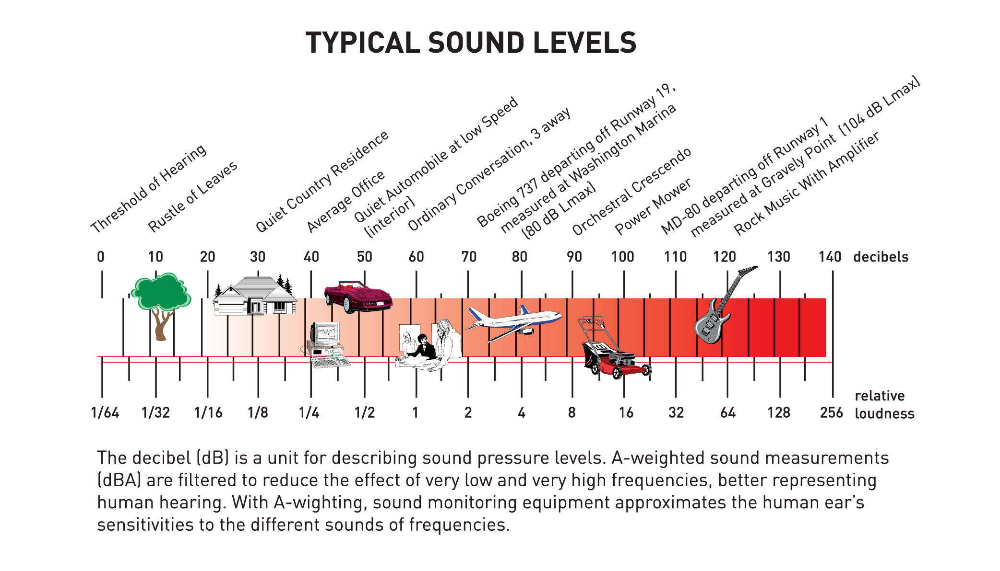 TYPICAL SOUND LEVELS
Threshold of Hearing
Rustle of Leaves
Quiet Country Residence
Average Office
Quiet Automobile at low Speed
(interior)
Ordinary Conversation, 3 away
Boeing 737 departing off Runway 19,
measured at Washington Marina
(80 dB Lmax)
Orchestral Crescendo
Power Mower
MD-80 departing off Runway 1
measured at Gravely Point (104 dB Lmax)
Rock Music With Amplifier
0 10 20 30 40 50 60 70 80 90 100 110 120 130 140 decibels
1/64 1/32 1/16 1/8 1/4 1/2 1 2 4 8 16 32 64 128 256
relative
loudness
The decibel (dB) is a unit for describing sound pressure levels. A-weighted sound measurements
(dBA) are filtered to reduce the effect of very low and very high frequencies, better representing
human hearing. With A-wighting, sound monitoring equipment approximates the human ear’s
sensitivities to the different sounds of frequencies.